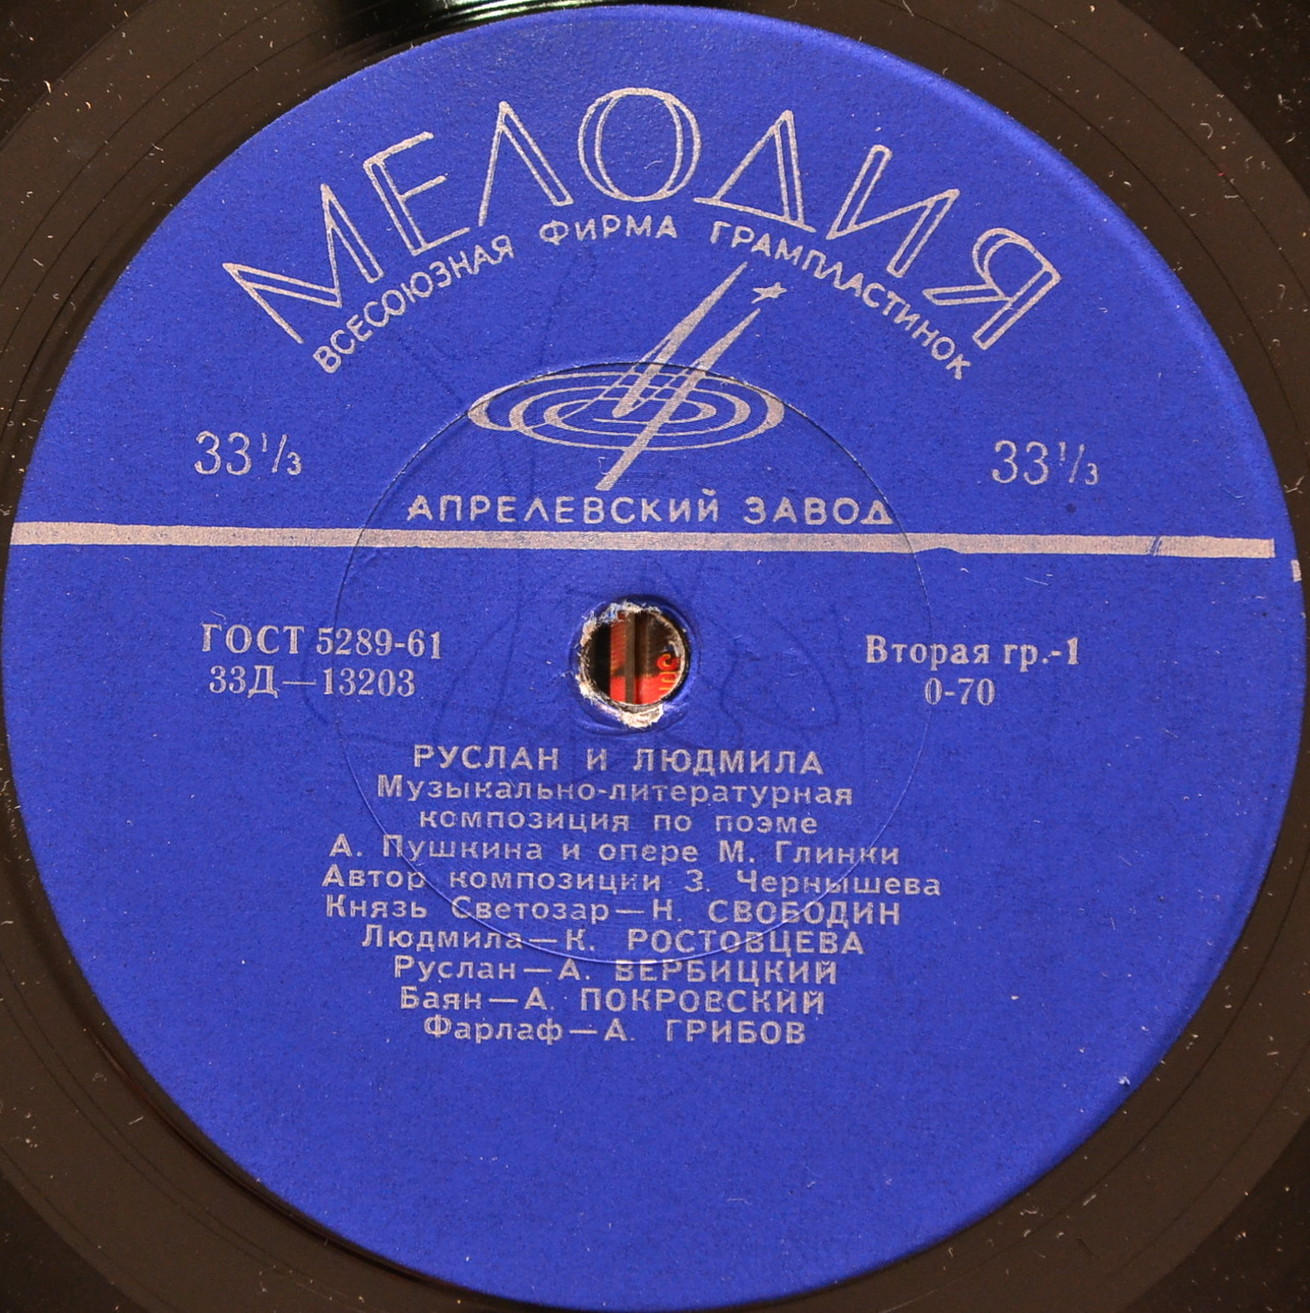 МЕЛОДИЯ
ВСЕСОЮЗНАЯ ФИРМА ГРАМПЛАСТИНОК
33⅓ 33⅓
АПРЕЛЕВСКИЙ ЗАВОД
ГОСТ 5289-61 Вторая гр.-1
33Д—13203 0-70
РУСЛАН И ЛЮДМИЛА
Музыкально-литературная
композиция по поэме
А. Пушкина и опере М. Глинки
Автор композиции З. Чернышева
Князь Светозар—Н. СВОБОДИН
Людмила—К. РОСТОВЦЕВА
Руслан—А. ВЕРБИЦКИЙ
Баян—А. ПОКРОВСКИЙ
Фарлаф—А. ГРИБОВ